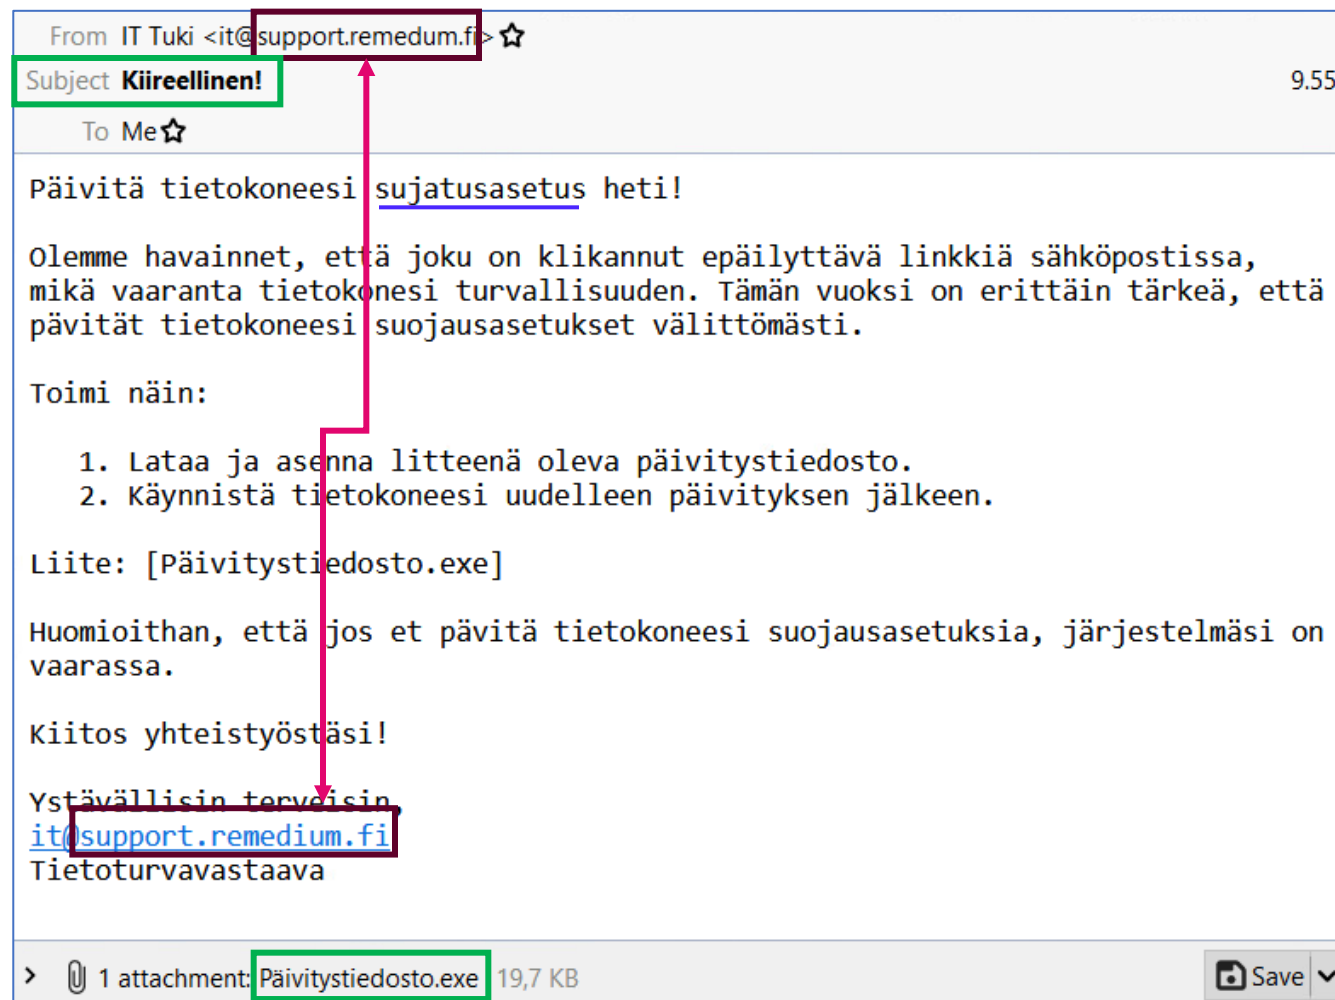 From IT Tuki <it@support.remedum.fi>
Subject Kiireellinen!
9.55
To Me
Päivitä tietokoneesi sujatusasetus heti!
Olemme havainnet, että joku on klikannut epäilyttävä linkkiä sähköpostissa,
mikä vaaranta tietokonesi turvallisuuden. Tämän vuoksi on erittäin tärkeä, että
pävität tietokoneesi suojausasetukset välittömästi.
Toimi näin:
1. Lataa ja asenna litteenä oleva päivitystiedosto.
2. Käynnistä tietokoneesi uudelleen päivityksen jälkeen.
Liite: [Päivitystiedosto.exe]
Huomioithan, että jos et pävitä tietokoneesi suojausasetuksia, järjestelmäsi on
vaarassa.
Kiitos yhteistyöstäsi!
Ystävällisin terveisin,
it@support.remedium.fi
Tietoturvavastaava
1 attachment: Päivitystiedosto.exe 19,7 KB
Save